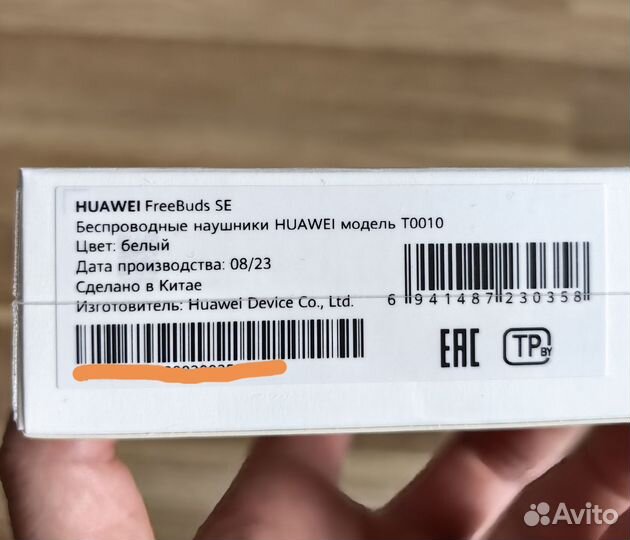 HUAWEI FreeBuds SE
Беспроводные наушники HUAWEI модель T0010
Цвет: белый
Дата производства: 08/23
Сделано в Китае
Изготовитель: Huawei Device Co., Ltd.
6 941487 230358
EAC
TP BY
Avito